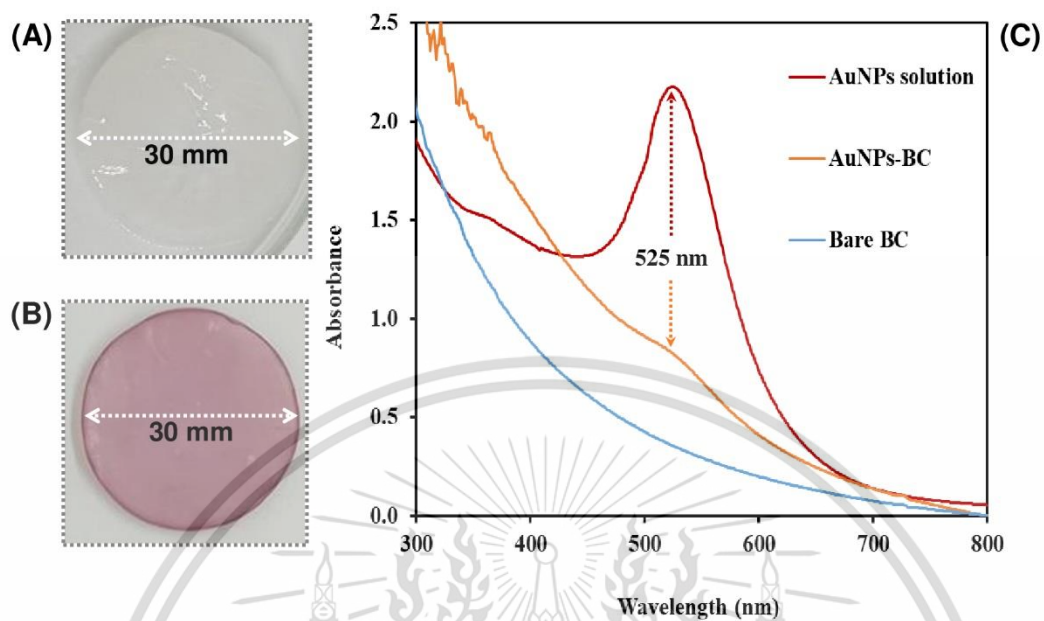 (A)
30 mm
(B)
30 mm
(C)
2.5
2.0
1.5
1.0
0.5
0.0
Absorbance
300
400
500
600
700
800
Wavelength (nm)
AuNPs solution
AuNPs-BC
Bare BC
525 nm